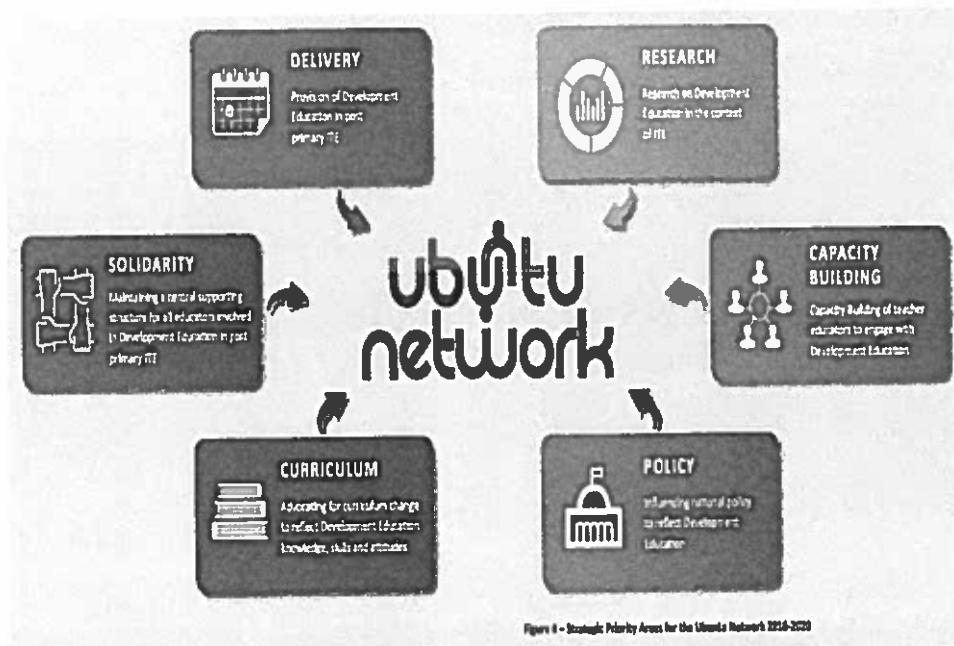 DELIVERY
Provision of Development
Education in post
primary ITE
RESEARCH
Research on Development
Education in the context
of ITE
SOLIDARITY
Maintaining a central supporting
structure for all educators involved
in Development Education in post
primary ITE
ubuntu
network
CAPACITY
BUILDING
Capacity Building of teacher
educators to engage with
Development Education
CURRICULUM
Advocating for curriculum change
to reflect Development Education
knowledge, skills and attitudes
POLICY
Influencing national policy
to reflect Development
Education
Strategic Priority Areas for the Ubuntu Network